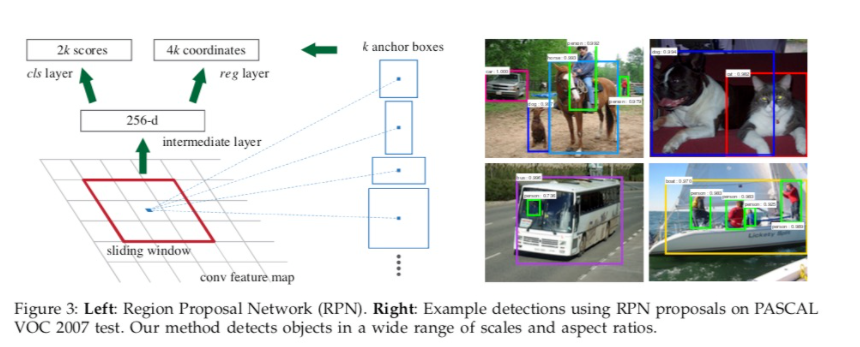 2k scores
4k coordinates
k anchor boxes
cls layer
reg layer
256-d
intermediate layer
sliding window
conv feature map
car : 1.000
dog : 0.997
horse : 0.993
person : 0.992
person : 0.979
dog : 0.994
cat : 0.982
bus : 0.996
person : 0.736
boat : 0.970
person : 0.983
person : 0.983
person : 0.925
person : 0.989
Figure 3: Left: Region Proposal Network (RPN). Right: Example detections using RPN proposals on PASCAL
VOC 2007 test. Our method detects objects in a wide range of scales and aspect ratios.